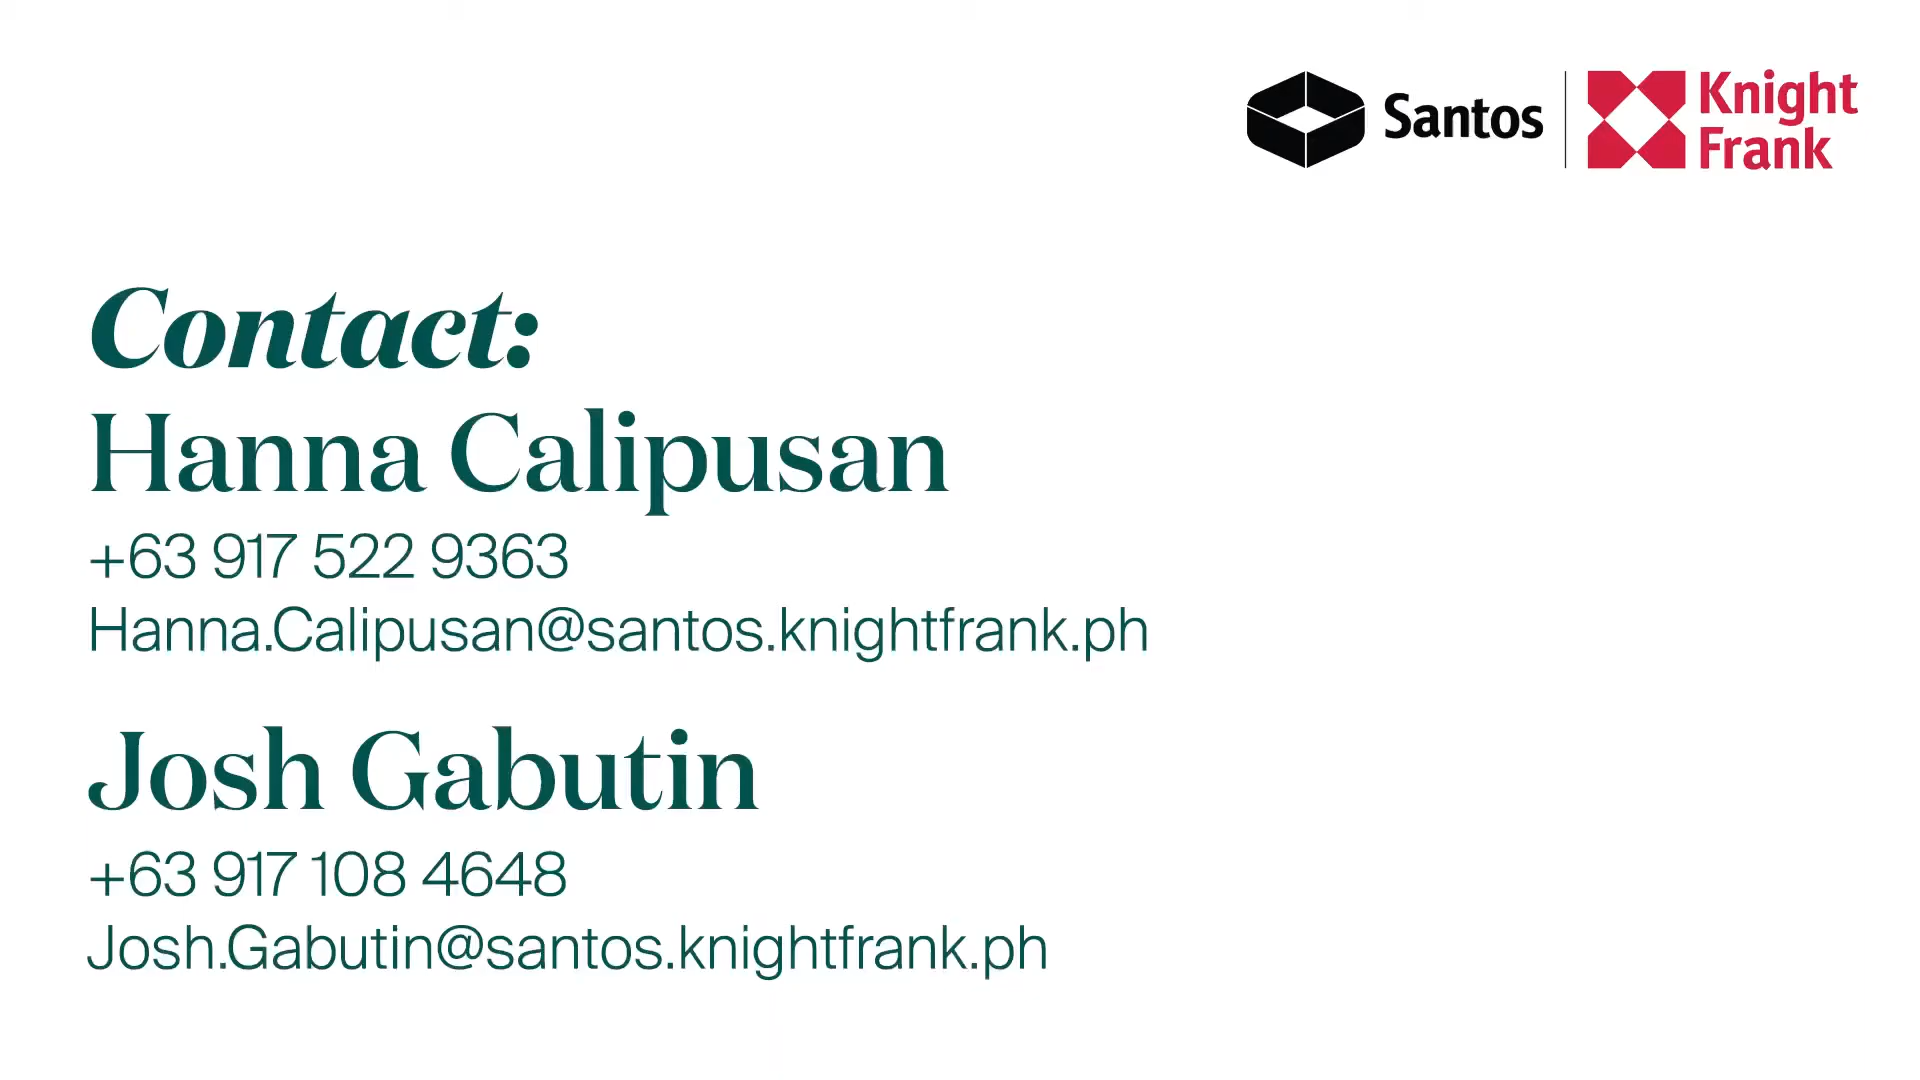 Santos
Knight
Frank
Contact:
Hanna Calipusan
+63 917 522 9363
Hanna.Calipusan@santos.knightfrank.ph
Josh Gabutin
+63 917 108 4648
Josh.Gabutin@santos.knightfrank.ph